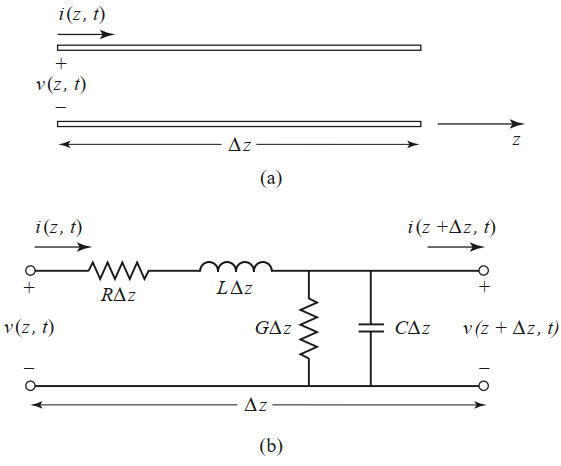 i(z, t)
+
v(z, t)
−
Δz
z
(a)
i(z, t)
i(z +Δz, t)
+
RΔz
LΔz
+
v(z, t)
GΔz
CΔz
v(z + Δz, t)
−
−
Δz
(b)